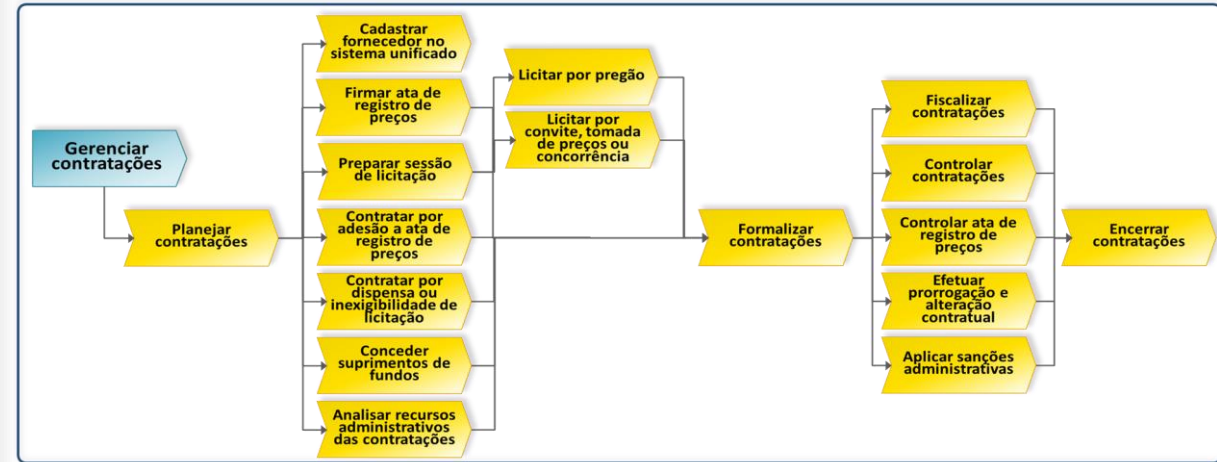 Gerenciar
contratações
Planejar
contratações
Cadastrar
fornecedor no
sistema unificado
Firmar ata de
registro de
preços
Preparar sessão
de licitação
Contratar por
adesão a ata de
registro de
preços
Contratar por
dispensa ou
inexigibilidade de
licitação
Conceder
suprimentos de
fundos
Analisar recursos
administrativos
das contratações
Licitar por pregão
Licitar por
convite, tomada
de preços ou
concorrência
Formalizar
contratações
Fiscalizar
contratações
Controlar
contratações
Controlar ata de
registro de
preços
Efetuar
prorrogação e
alteração
contratual
Aplicar sanções
administrativas
Encerrar
contratações